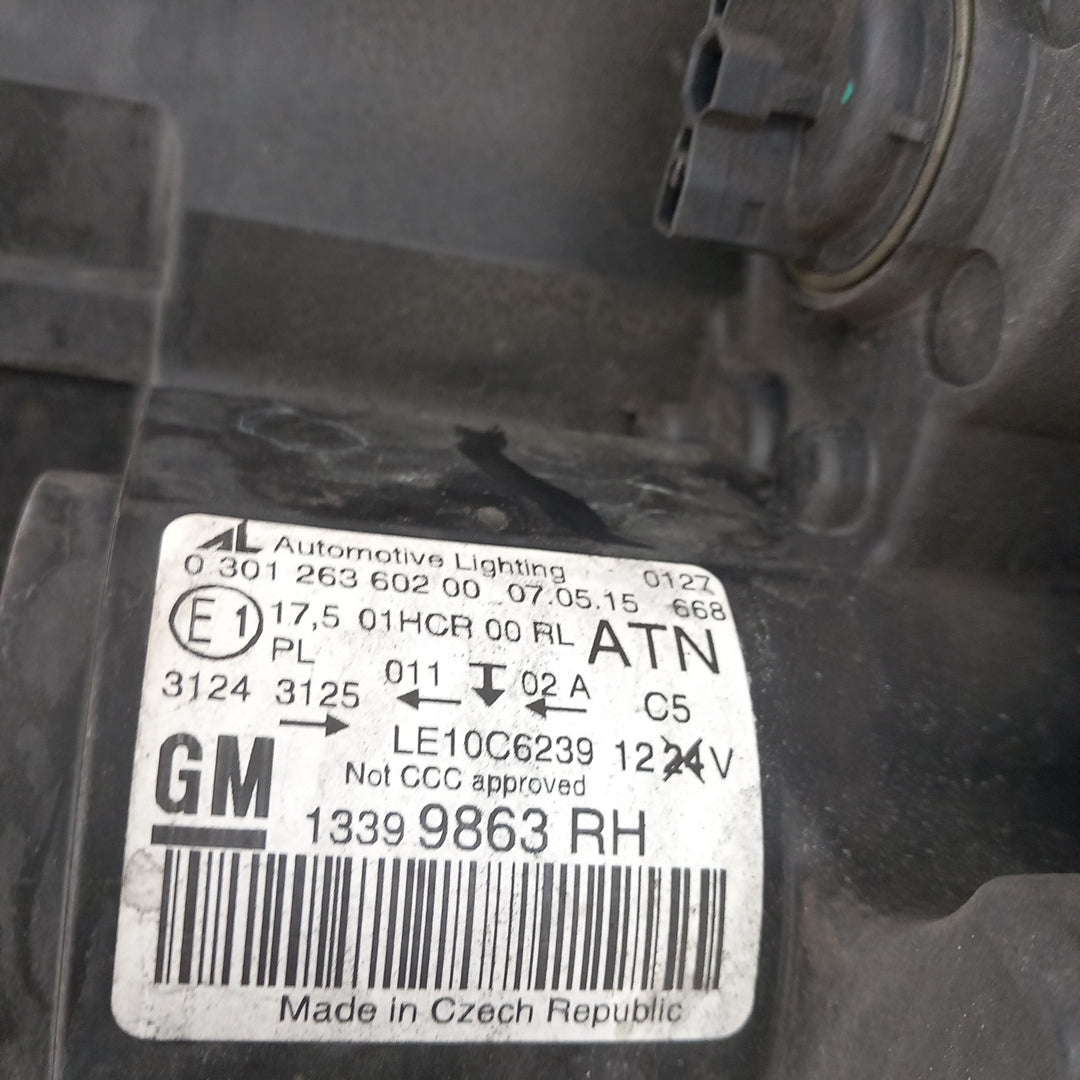 AL Automotive Lighting 0127
0 301 263 602 00 07.05.15 668
E1 17,5 01HCR 00 RL ATN
PL
3124 3125 011 02 A C5
LE10C6239 12 24 V
Not CCC approved
GM
1339 9863 RH
Made in Czech Republic